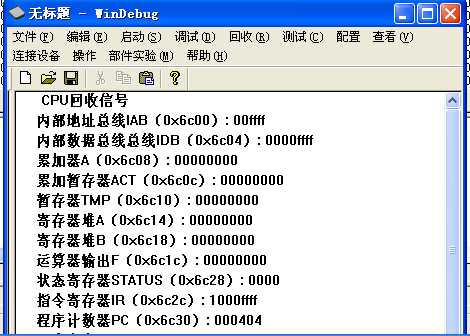 无标题 - WinDebug
文件(F) 编辑(E) 启动(S) 调试(D) 回收(R) 测试(C) 配置 查看(V)
连接设备 操作 部件实验(M) 帮助(H)
CPU回收信号
内部地址总线IAB(0x6c00):00ffff
内部数据总线总线IDB(0x6c04):0000ffff
累加器A(0x6c08):00000000
累加暂存器ACT(0x6c0c):00000000
暂存器TMP(0x6c10):00000000
寄存器堆A(0x6c14):00000000
寄存器堆B(0x6c18):00000000
运算器输出F(0x6c1c):00000000
状态寄存器STATUS(0x6c28):0000
指令寄存器IR(0x6c2c):1000ffff
程序计数器PC(0x6c30):000404